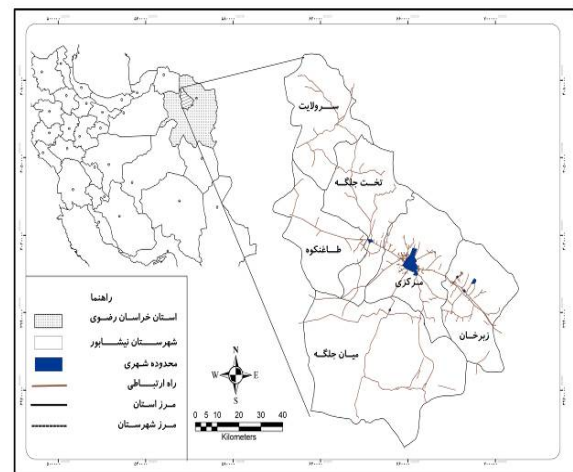 سرولایت
تخت جلگه
طاغنکوه
مرکزی
زبرخان
میان جلگه
راهنما
استان خراسان رضوی
شهرستان نیشابور
محدوده شهری
راه ارتباطی
مرز استان
مرز شهرستان
N
W E
S
0 5 10 20 30 40
Kilometers